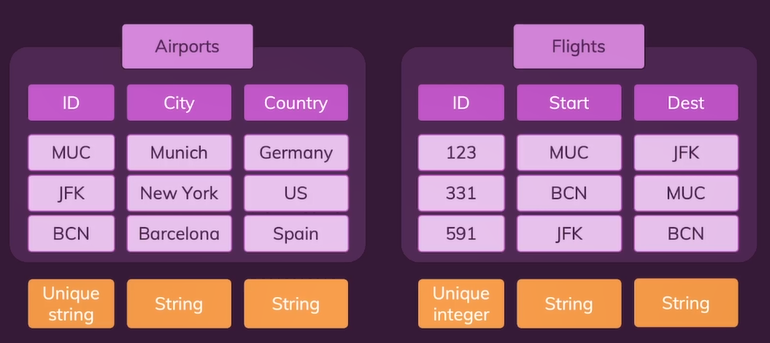 Airports
ID City Country
MUC Munich Germany
JFK New York US
BCN Barcelona Spain
Unique
string
String
String
Flights
ID Start Dest
123 MUC JFK
331 BCN MUC
591 JFK BCN
Unique
integer
String
String